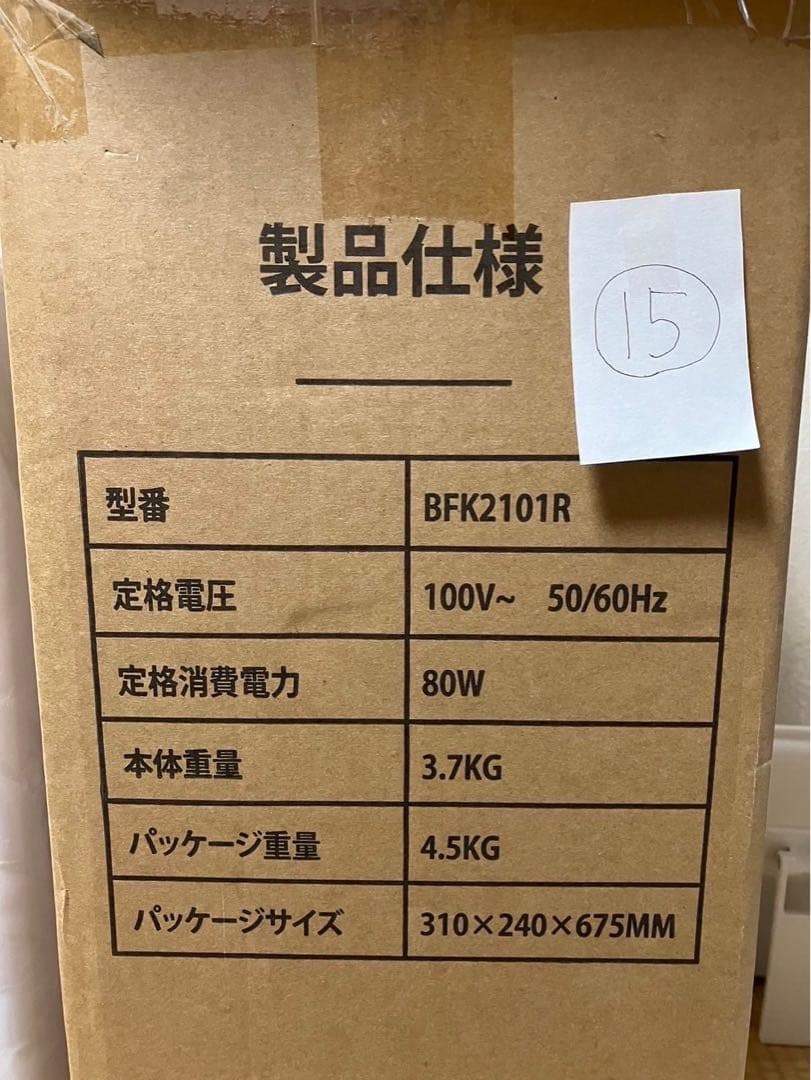 製品仕様
15
型番 BFK2101R
定格電圧 100V~ 50/60Hz
定格消費電力 80W
本体重量 3.7KG
パッケージ重量 4.5KG
パッケージサイズ 310×240×675MM